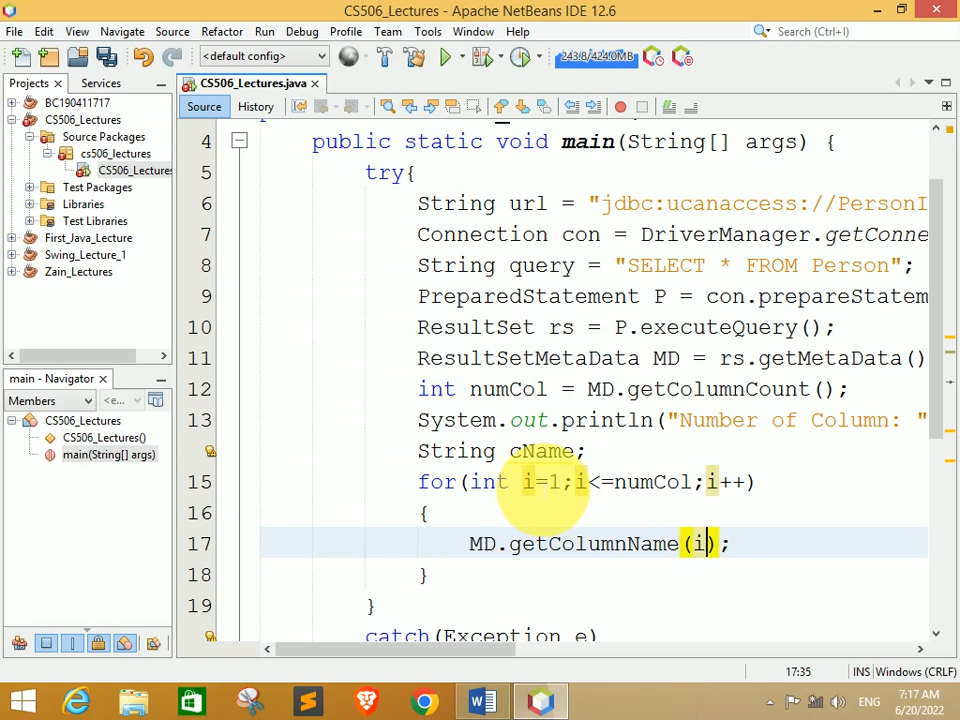 CS506_Lectures - Apache NetBeans IDE 12.6
File Edit View Navigate Source Refactor Run Debug Profile Team Tools Window Help
Search (Ctrl+I)
<default config>
243.8/424.0MB
Projects
Services
CS506_Lectures.java
BC190411717
CS506_Lectures
Source Packages
cs506_lectures
CS506_Lectures
Test Packages
Libraries
Test Libraries
First_Java_Lecture
Swing_Lecture_1
Zain_Lectures
main - Navigator
Members
<e...
CS506_Lectures
CS506_Lectures()
main(String[] args)
Source History
4 public static void main(String[] args) {
5 try{
6 String url = "jdbc:ucanaccess://PersonI
7 Connection con = DriverManager.getConne
8 String query = "SELECT * FROM Person";
9 PreparedStatement P = con.prepareStatem
10 ResultSet rs = P.executeQuery();
11 ResultSetMetaData MD = rs.getMetaData()
12 int numCol = MD.getColumnCount();
13 System.out.println("Number of Column: "
String cName;
15 for(int i=1;i<=numCol;i++)
16 {
17 MD.getColumnName(i);
18 }
19 }
catch(Exception e)
17:35
INS
Windows (CRLF)
ENG
7:17 AM
6/20/2022